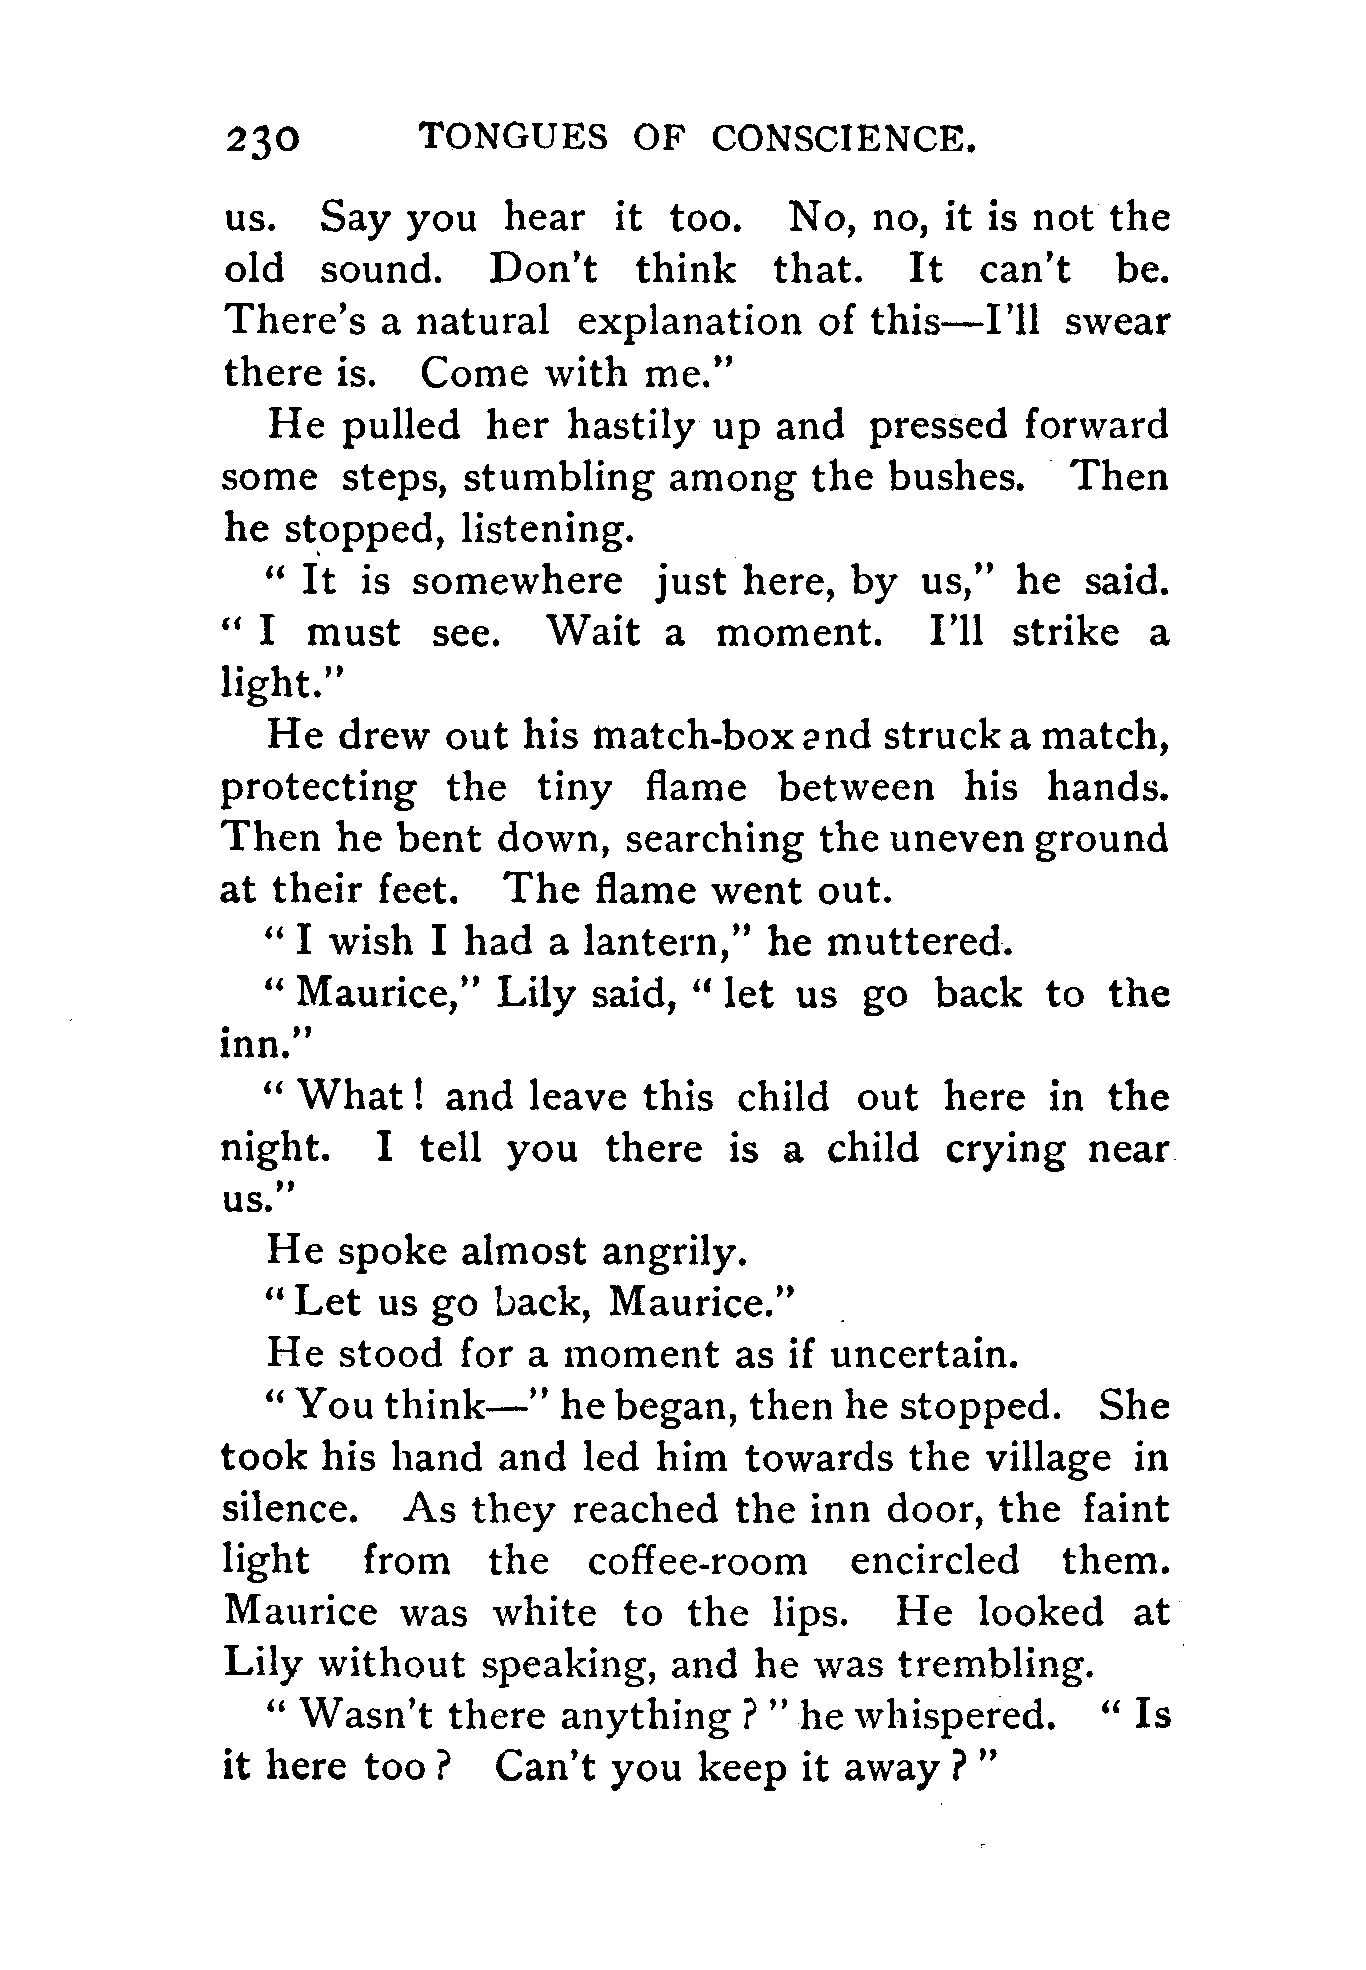 230 TONGUES OF CONSCIENCE.
us. Say you hear it too. No, no, it is not the
old sound. Don't think that. It can't be.
There's a natural explanation of this—I'll swear
there is. Come with me."
He pulled her hastily up and pressed forward
some steps, stumbling among the bushes. Then
he stopped, listening.
" It is somewhere just here, by us," he said.
" I must see. Wait a moment. I'll strike a
light."
He drew out his match-box and struck a match,
protecting the tiny flame between his hands.
Then he bent down, searching the uneven ground
at their feet. The flame went out.
" I wish I had a lantern," he muttered.
" Maurice," Lily said, " let us go back to the
inn."
" What ! and leave this child out here in the
night. I tell you there is a child crying near
us."
He spoke almost angrily.
" Let us go back, Maurice."
He stood for a moment as if uncertain.
" You think—" he began, then he stopped. She
took his hand and led him towards the village in
silence. As they reached the inn door, the faint
light from the coffee-room encircled them.
Maurice was white to the lips. He looked at
Lily without speaking, and he was trembling.
" Wasn't there anything ? " he whispered. " Is
it here too ? Can't you keep it away ? "